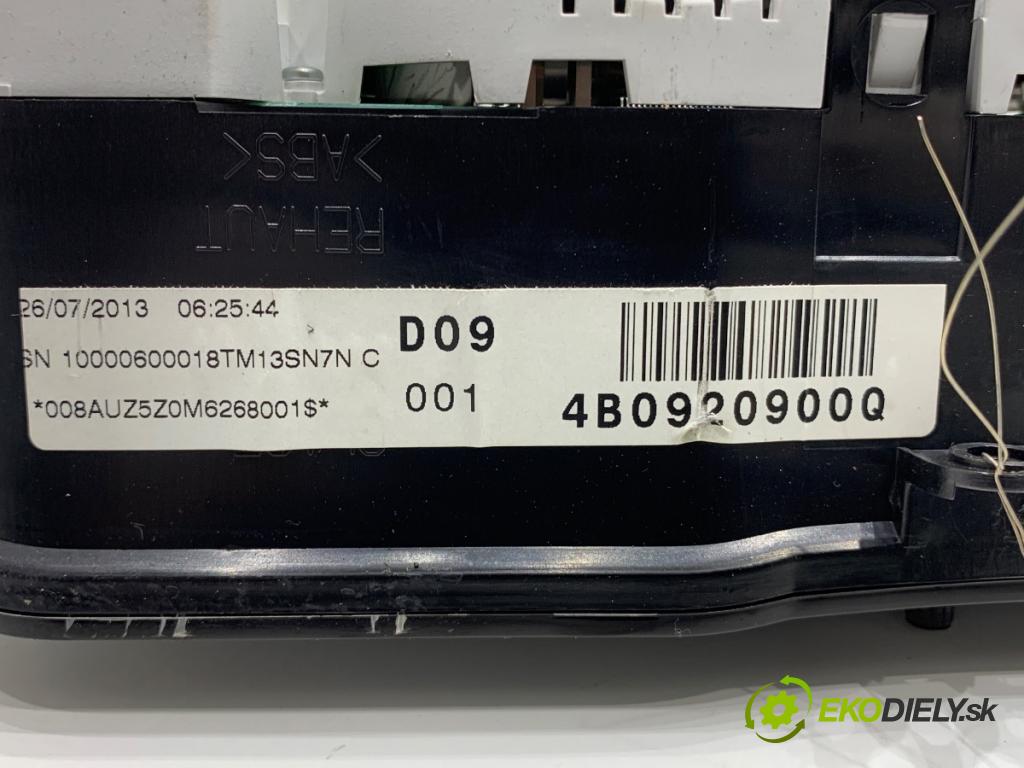 >ABS<
REHAUT
26/07/2013 06:25:44
SN 10000600018TM13SN7N C
*008AUZ5Z0M6268001$*
D09
001
4B0920900Q
EKODIELY.sk